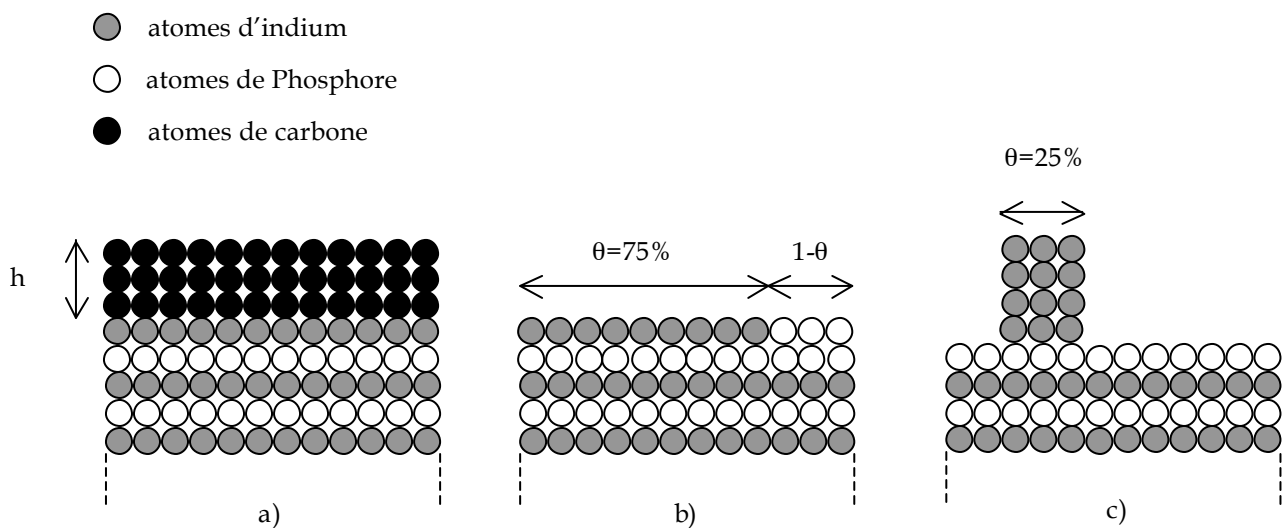 atomes d'indium
atomes de Phosphore
atomes de carbone
θ=25%
h
θ=75%
1-θ
a)
b)
c)